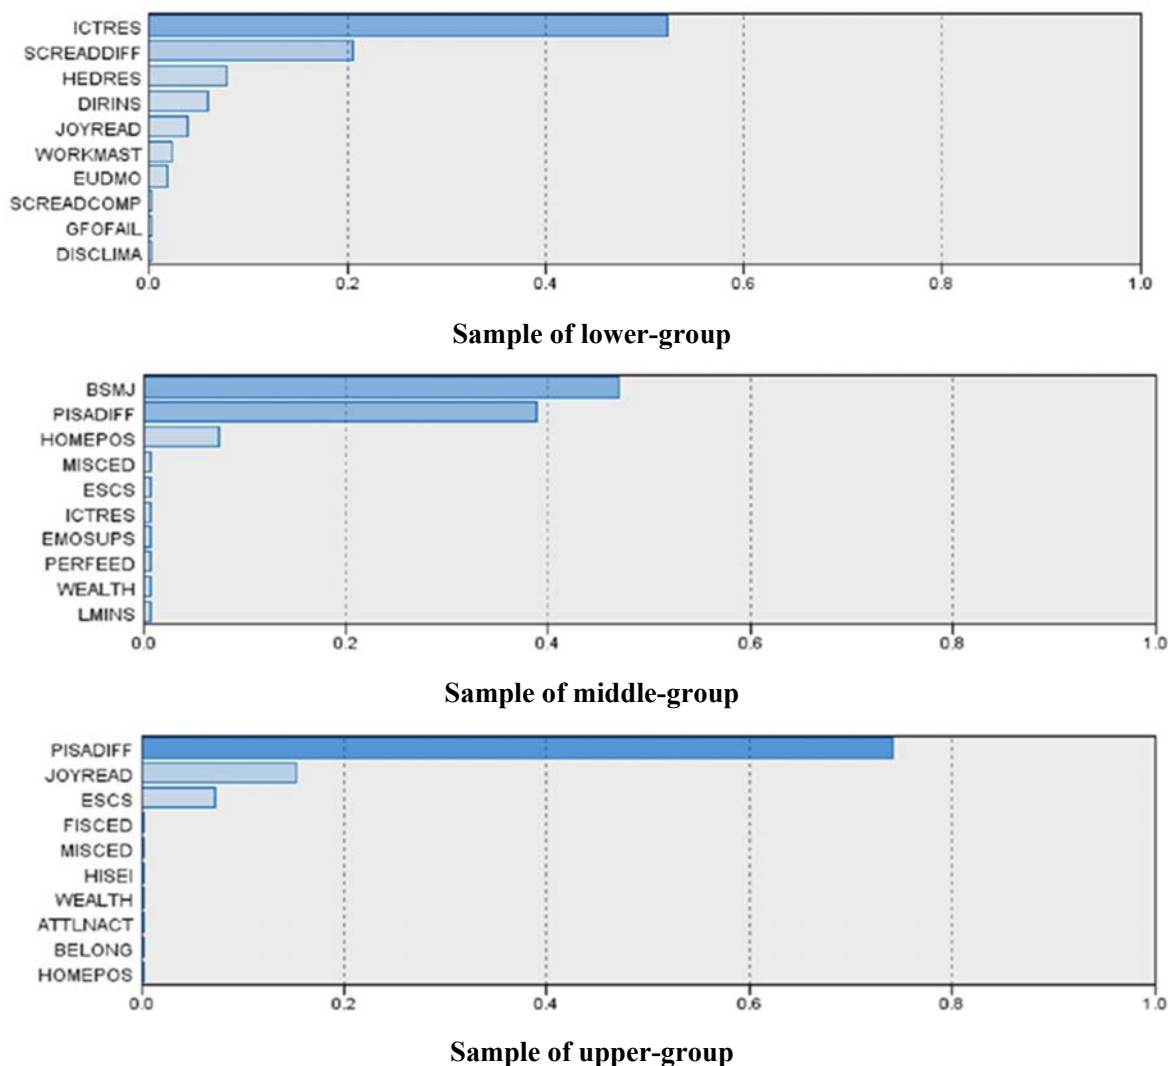 ICTRES
SCREADDIFF
HEDRES
DIRINS
JOYREAD
WORKMAST
EUDMO
SCREADCOMP
GFOFAIL
DISCLIMA
0.0 0.2 0.4 0.6 0.8 1.0
Sample of lower-group
BSMJ
PISADIFF
HOMEPOS
MISCED
ESCS
ICTRES
EMOSUPS
PERFEED
WEALTH
LMINS
0.0 0.2 0.4 0.6 0.8 1.0
Sample of middle-group
PISADIFF
JOYREAD
ESCS
FISCED
MISCED
HISEI
WEALTH
ATTLNACT
BELONG
HOMEPOS
0.0 0.2 0.4 0.6 0.8 1.0
Sample of upper-group